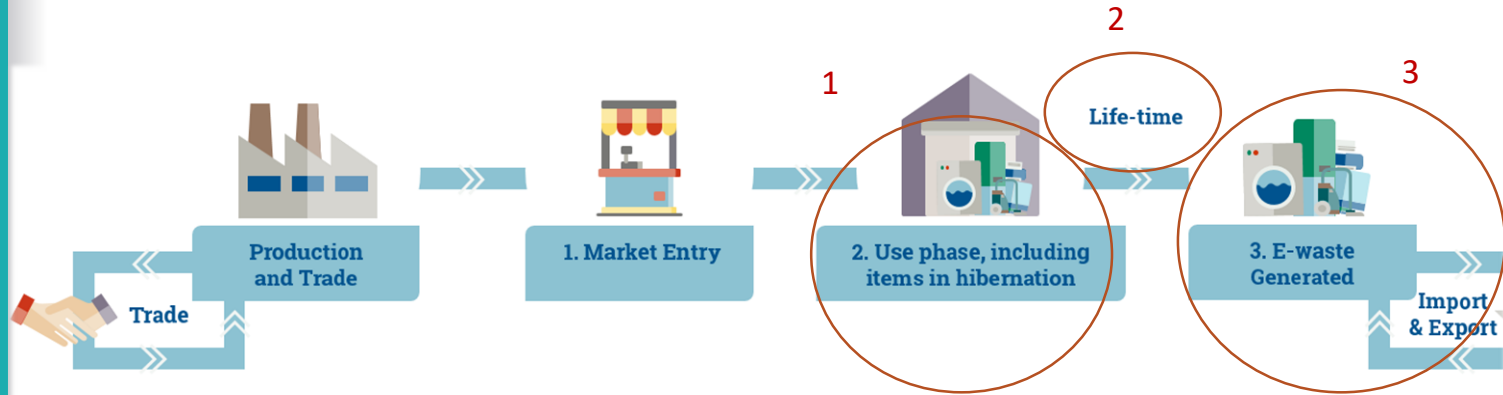 2
1
3
Life-time
Production
and Trade
1. Market Entry
2. Use phase, including
items in hibernation
3. E-waste
Generated
Trade
Import
& Export